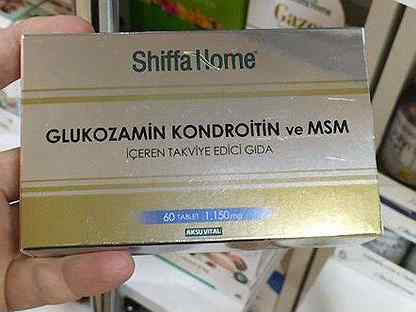 Gaze
Shiffa Home
GLUKOZAMİN KONDROİTİN ve MSM
İÇEREN TAKVİYE EDİCİ GIDA
60 TABLET 1.150 mg
AKSU VITAL